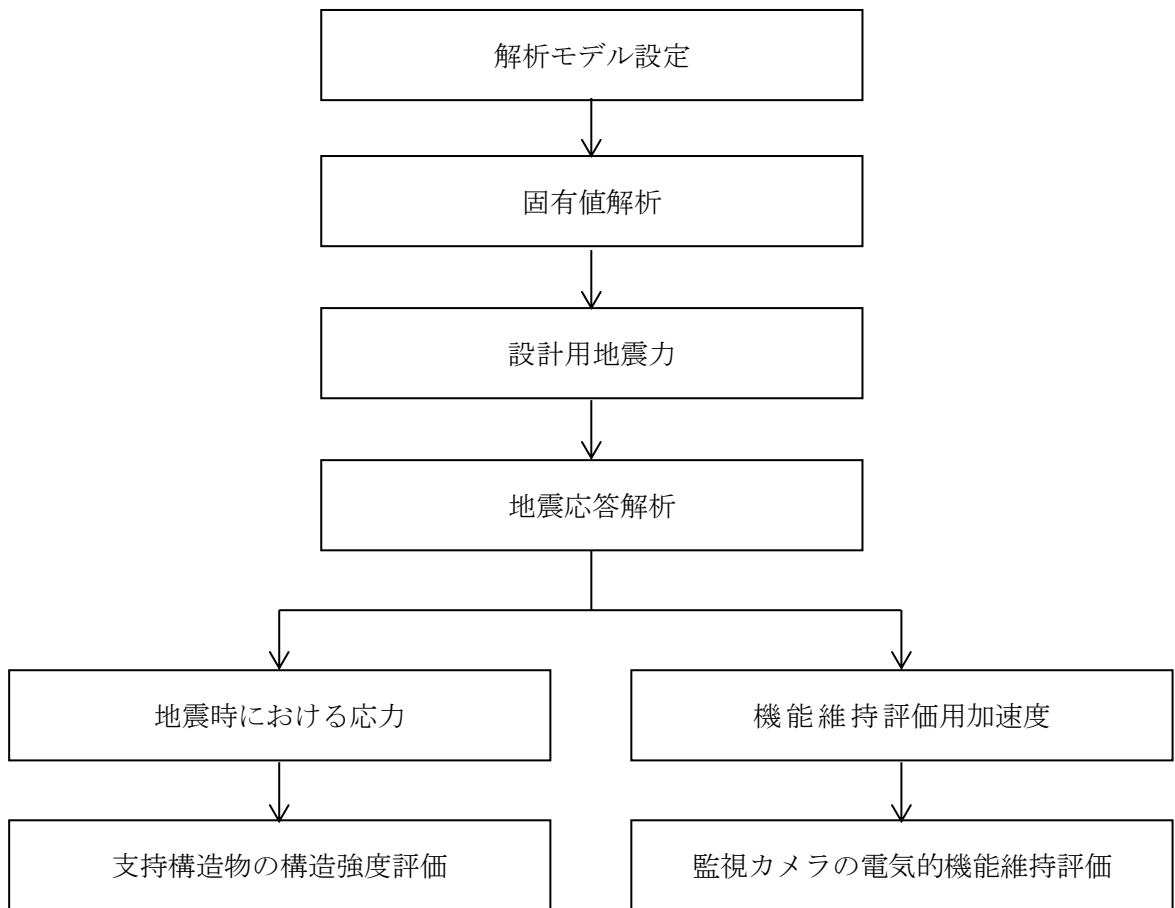 解析モデル設定
固有値解析
設計用地震力
地震応答解析
地震時における応力
機能維持評価用加速度
支持構造物の構造強度評価
監視カメラの電気的機能維持評価